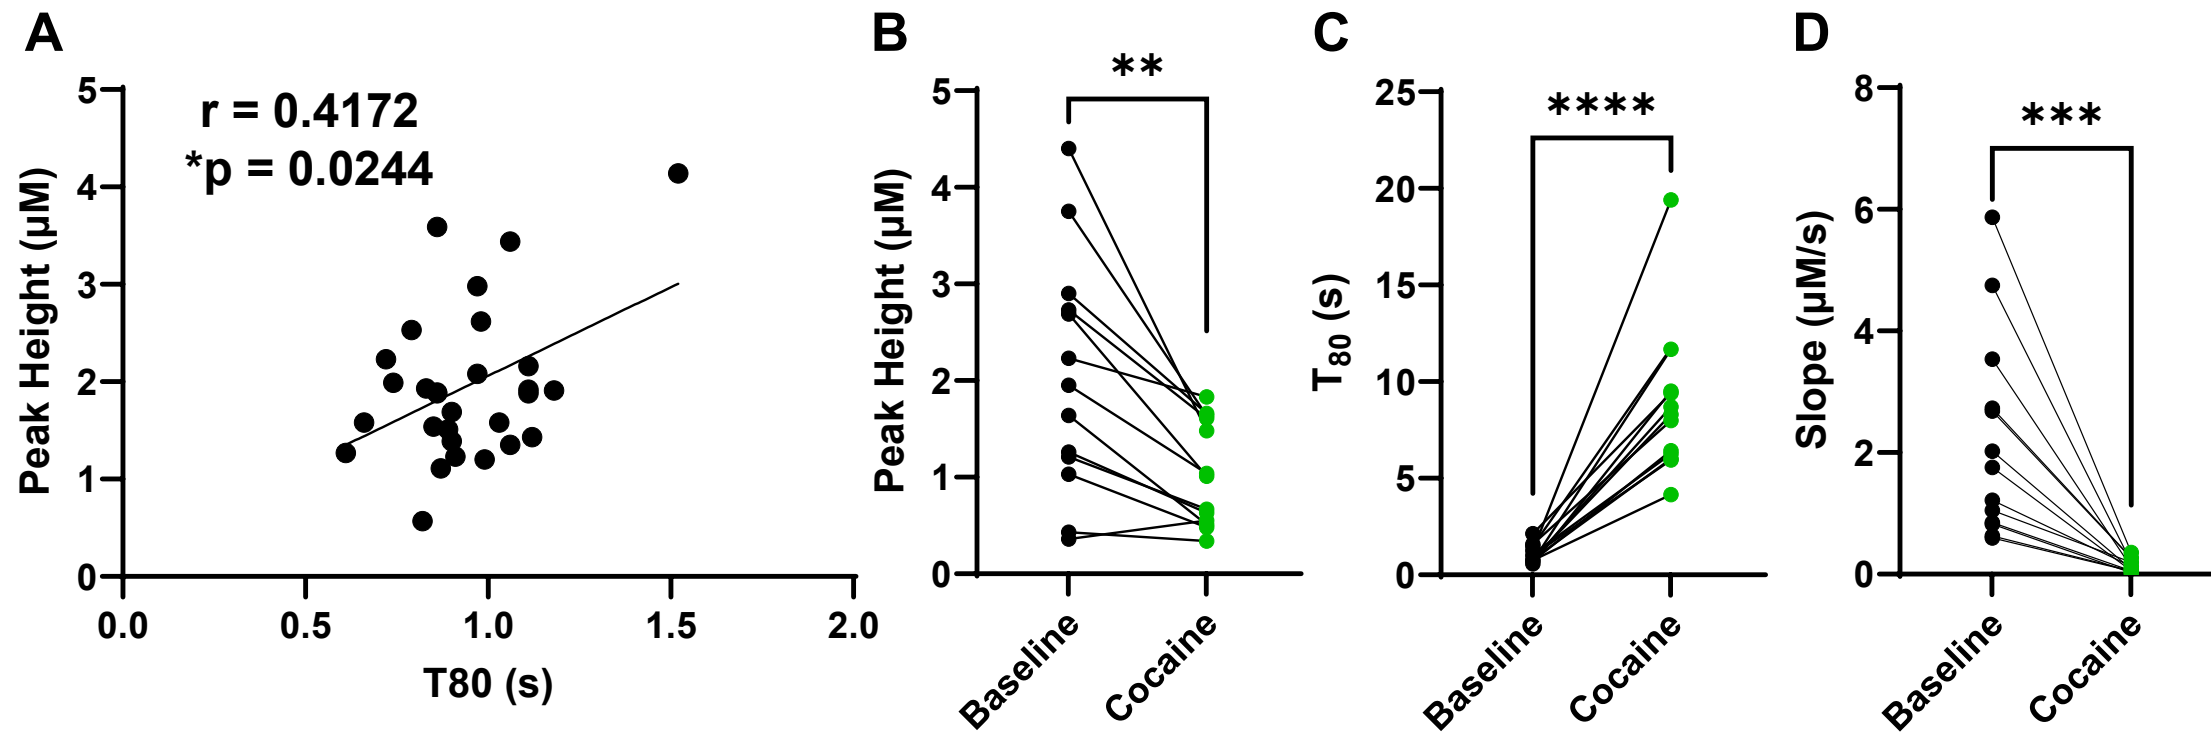 A
r = 0.4172
*p = 0.0244
Peak Height (µM)
5
4
3
2
1
0
0.0 0.5 1.0 1.5 2.0
T80 (s)
B
**
Peak Height (µM)
5
4
3
2
1
0
Baseline
Cocaine
C
****
T80 (s)
25
20
15
10
5
0
Baseline
Cocaine
D
***
Slope (µM/s)
8
6
4
2
0
Baseline
Cocaine